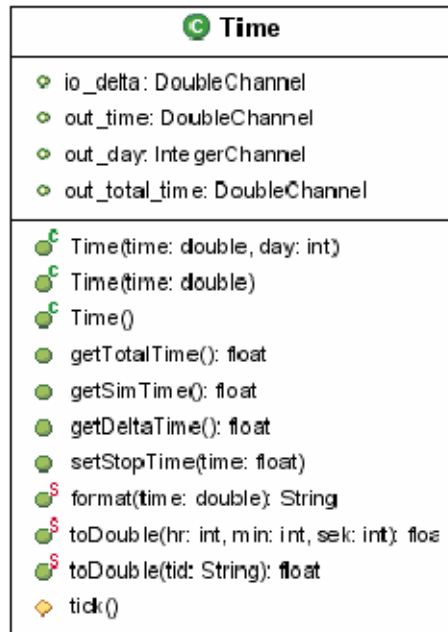 C Time
io_delta: DoubleChannel
out_time: DoubleChannel
out_day: IntegerChannel
out_total_time: DoubleChannel
C Time(time: double, day: int)
C Time(time: double)
C Time()
getTotalTime(): float
getSimTime(): float
getDeltaTime(): float
setStopTime(time: float)
S format(time: double): String
S toDouble(hr: int, min: int, sek: int): floa
S toDouble(tid: String): float
tick()